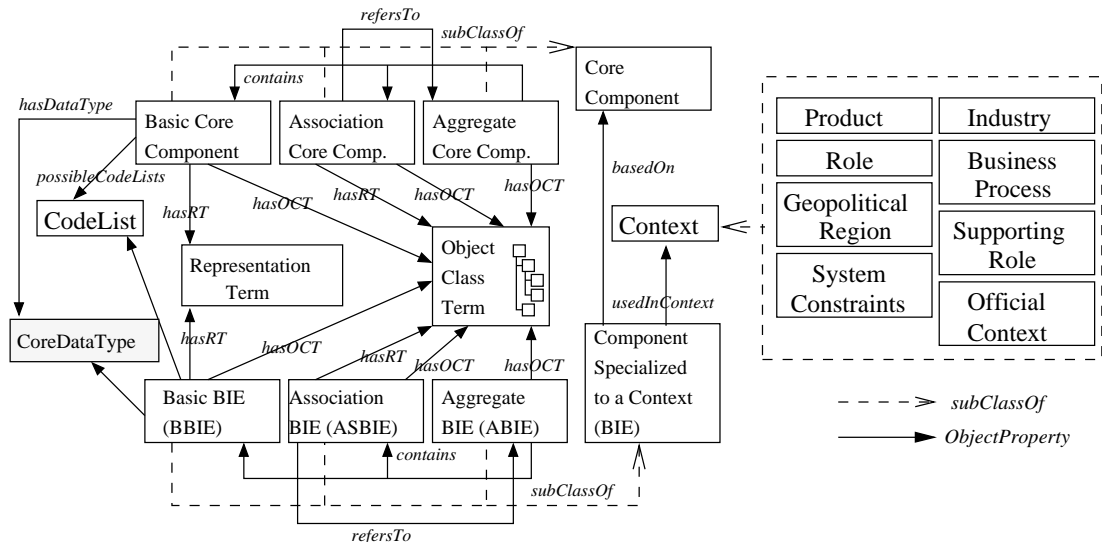 refersTo
subClassOf
contains
hasDataType
Basic Core
Component
Association
Core Comp.
Aggregate
Core Comp.
Core
Component
Product
Industry
Role
Business
Process
Geopolitical
Region
Supporting
Role
System
Constraints
Official
Context
possibleCodeLists
hasRT
hasOCT
hasRT
hasOCT
hasOCT
basedOn
CodeList
Representation
Term
Object
Class
Term
Context
usedInContext
CoreDataType
hasRT
hasOCT
hasRT
hasOCT
hasOCT
Basic BIE
(BBIE)
Association
BIE (ASBIE)
Aggregate
BIE (ABIE)
Component
Specialized
to a Context
(BIE)
contains
subClassOf
refersTo
subClassOf
ObjectProperty